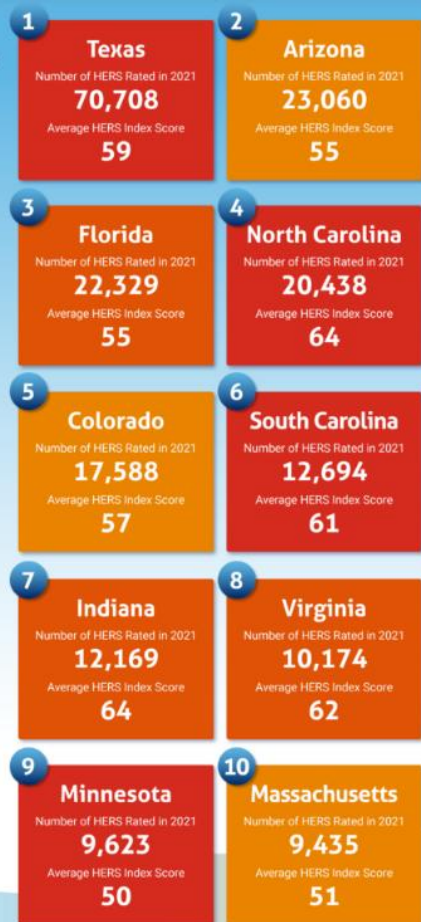 1
Texas
Number of HERS Rated in 2021
70,708
Average HERS Index Score
59
2
Arizona
Number of HERS Rated in 2021
23,060
Average HERS Index Score
55
3
Florida
Number of HERS Rated in 2021
22,329
Average HERS Index Score
55
4
North Carolina
Number of HERS Rated in 2021
20,438
Average HERS Index Score
64
5
Colorado
Number of HERS Rated in 2021
17,588
Average HERS Index Score
57
6
South Carolina
Number of HERS Rated in 2021
12,694
Average HERS Index Score
61
7
Indiana
Number of HERS Rated in 2021
12,169
Average HERS Index Score
64
8
Virginia
Number of HERS Rated in 2021
10,174
Average HERS Index Score
62
9
Minnesota
Number of HERS Rated in 2021
9,623
Average HERS Index Score
50
10
Massachusetts
Number of HERS Rated in 2021
9,435
Average HERS Index Score
51